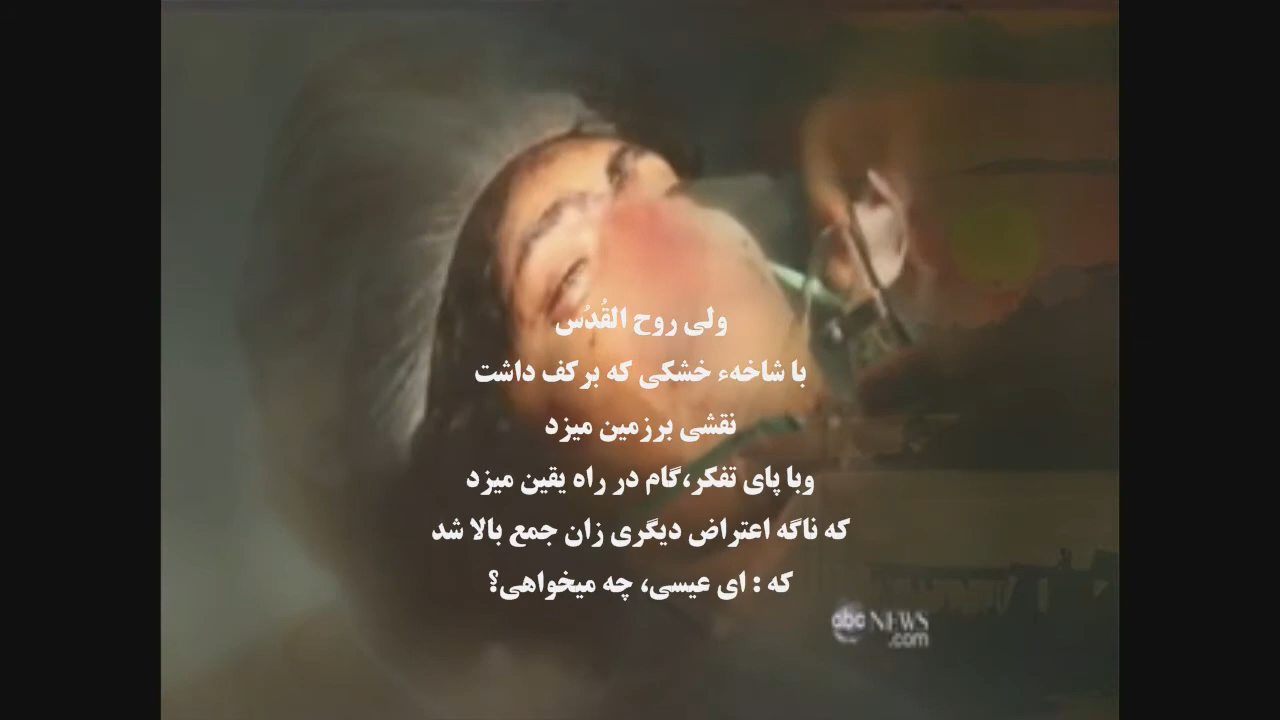 ولی روح القُدُس
با شاخهء خشکی که برکف داشت
نقشی برزمین میزد
وبا پای تفکر،گام در راه یقین میزد
که ناگه اعتراض دیگری زان جمع بالا شد
که : ای عیسی، چه میخواهی؟
abc NEWS
.com